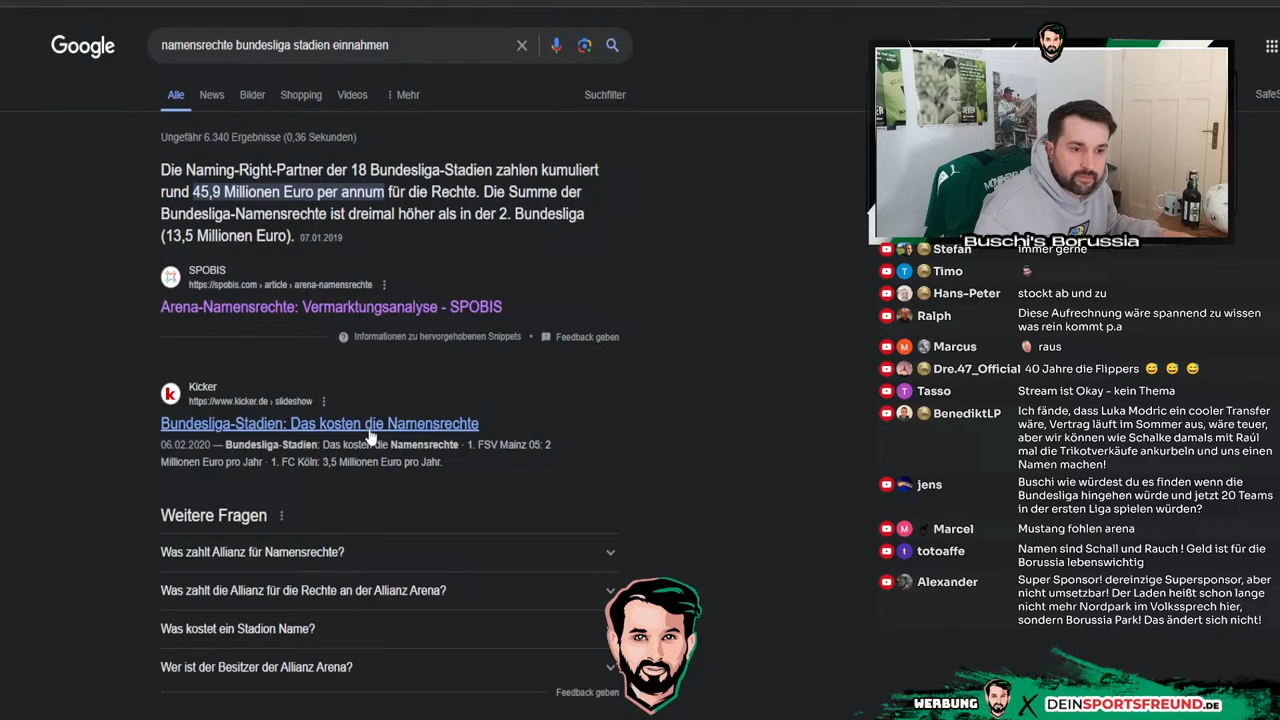 Google
namensrechte bundesliga stadien einnahmen
Alle
News
Bilder
Shopping
Videos
Mehr
Suchfilter
SafeS
Ungefähr 6.340 Ergebnisse (0,36 Sekunden)
Die Naming-Right-Partner der 18 Bundesliga-Stadien zahlen kumuliert
rund 45,9 Millionen Euro per annum für die Rechte. Die Summe der
Bundesliga-Namensrechte ist dreimal höher als in der 2. Bundesliga
(13,5 Millionen Euro). 07.01.2019
SPOBIS
https://spobis.com › article › arena-namensrechte
Arena-Namensrechte: Vermarktungsanalyse - SPOBIS
Informationen zu hervorgehobenen Snippets
Feedback geben
k
Kicker
https://www.kicker.de › slideshow
Bundesliga-Stadien: Das kosten die Namensrechte
06.02.2020 — Bundesliga-Stadien: Das kosten die Namensrechte · 1. FSV Mainz 05: 2
Millionen Euro pro Jahr · 1. FC Köln: 3,5 Millionen Euro pro Jahr.
Weitere Fragen
Was zahlt Allianz für Namensrechte?
Was zahlt die Allianz für die Rechte an der Allianz Arena?
Was kostet ein Stadion Name?
Wer ist der Besitzer der Allianz Arena?
Feedback geben
Buschi's Borussia
Stefan immer gerne
T Timo
Hans-Peter stockt ab und zu
Ralph Diese Aufrechnung wäre spannend zu wissen
was rein kommt p.a
M Marcus raus
Dre.47_Official 40 Jahre die Flippers
T Tasso Stream ist Okay - kein Thema
BenediktLP Ich fände, dass Luka Modric ein cooler Transfer
wäre, Vertrag läuft im Sommer aus, wäre teuer,
aber wir können wie Schalke damals mit Raúl
mal die Trikotverkäufe ankurbeln und uns einen
Namen machen!
jens Buschi wie würdest du es finden wenn die
Bundesliga hingehen würde und jetzt 20 Teams
in der ersten Liga spielen würden?
M Marcel Mustang fohlen arena
t totoaffe Namen sind Schall und Rauch ! Geld ist für die
Borussia lebenswichtig
Alexander Super Sponsor! dereinzige Supersponsor, aber
nicht umsetzbar! Der Laden heißt schon lange
nicht mehr Nordpark im Volkssprech hier,
sondern Borussia Park! Das ändert sich nicht!
WERBUNG X DEINSPORTSFREUND.DE